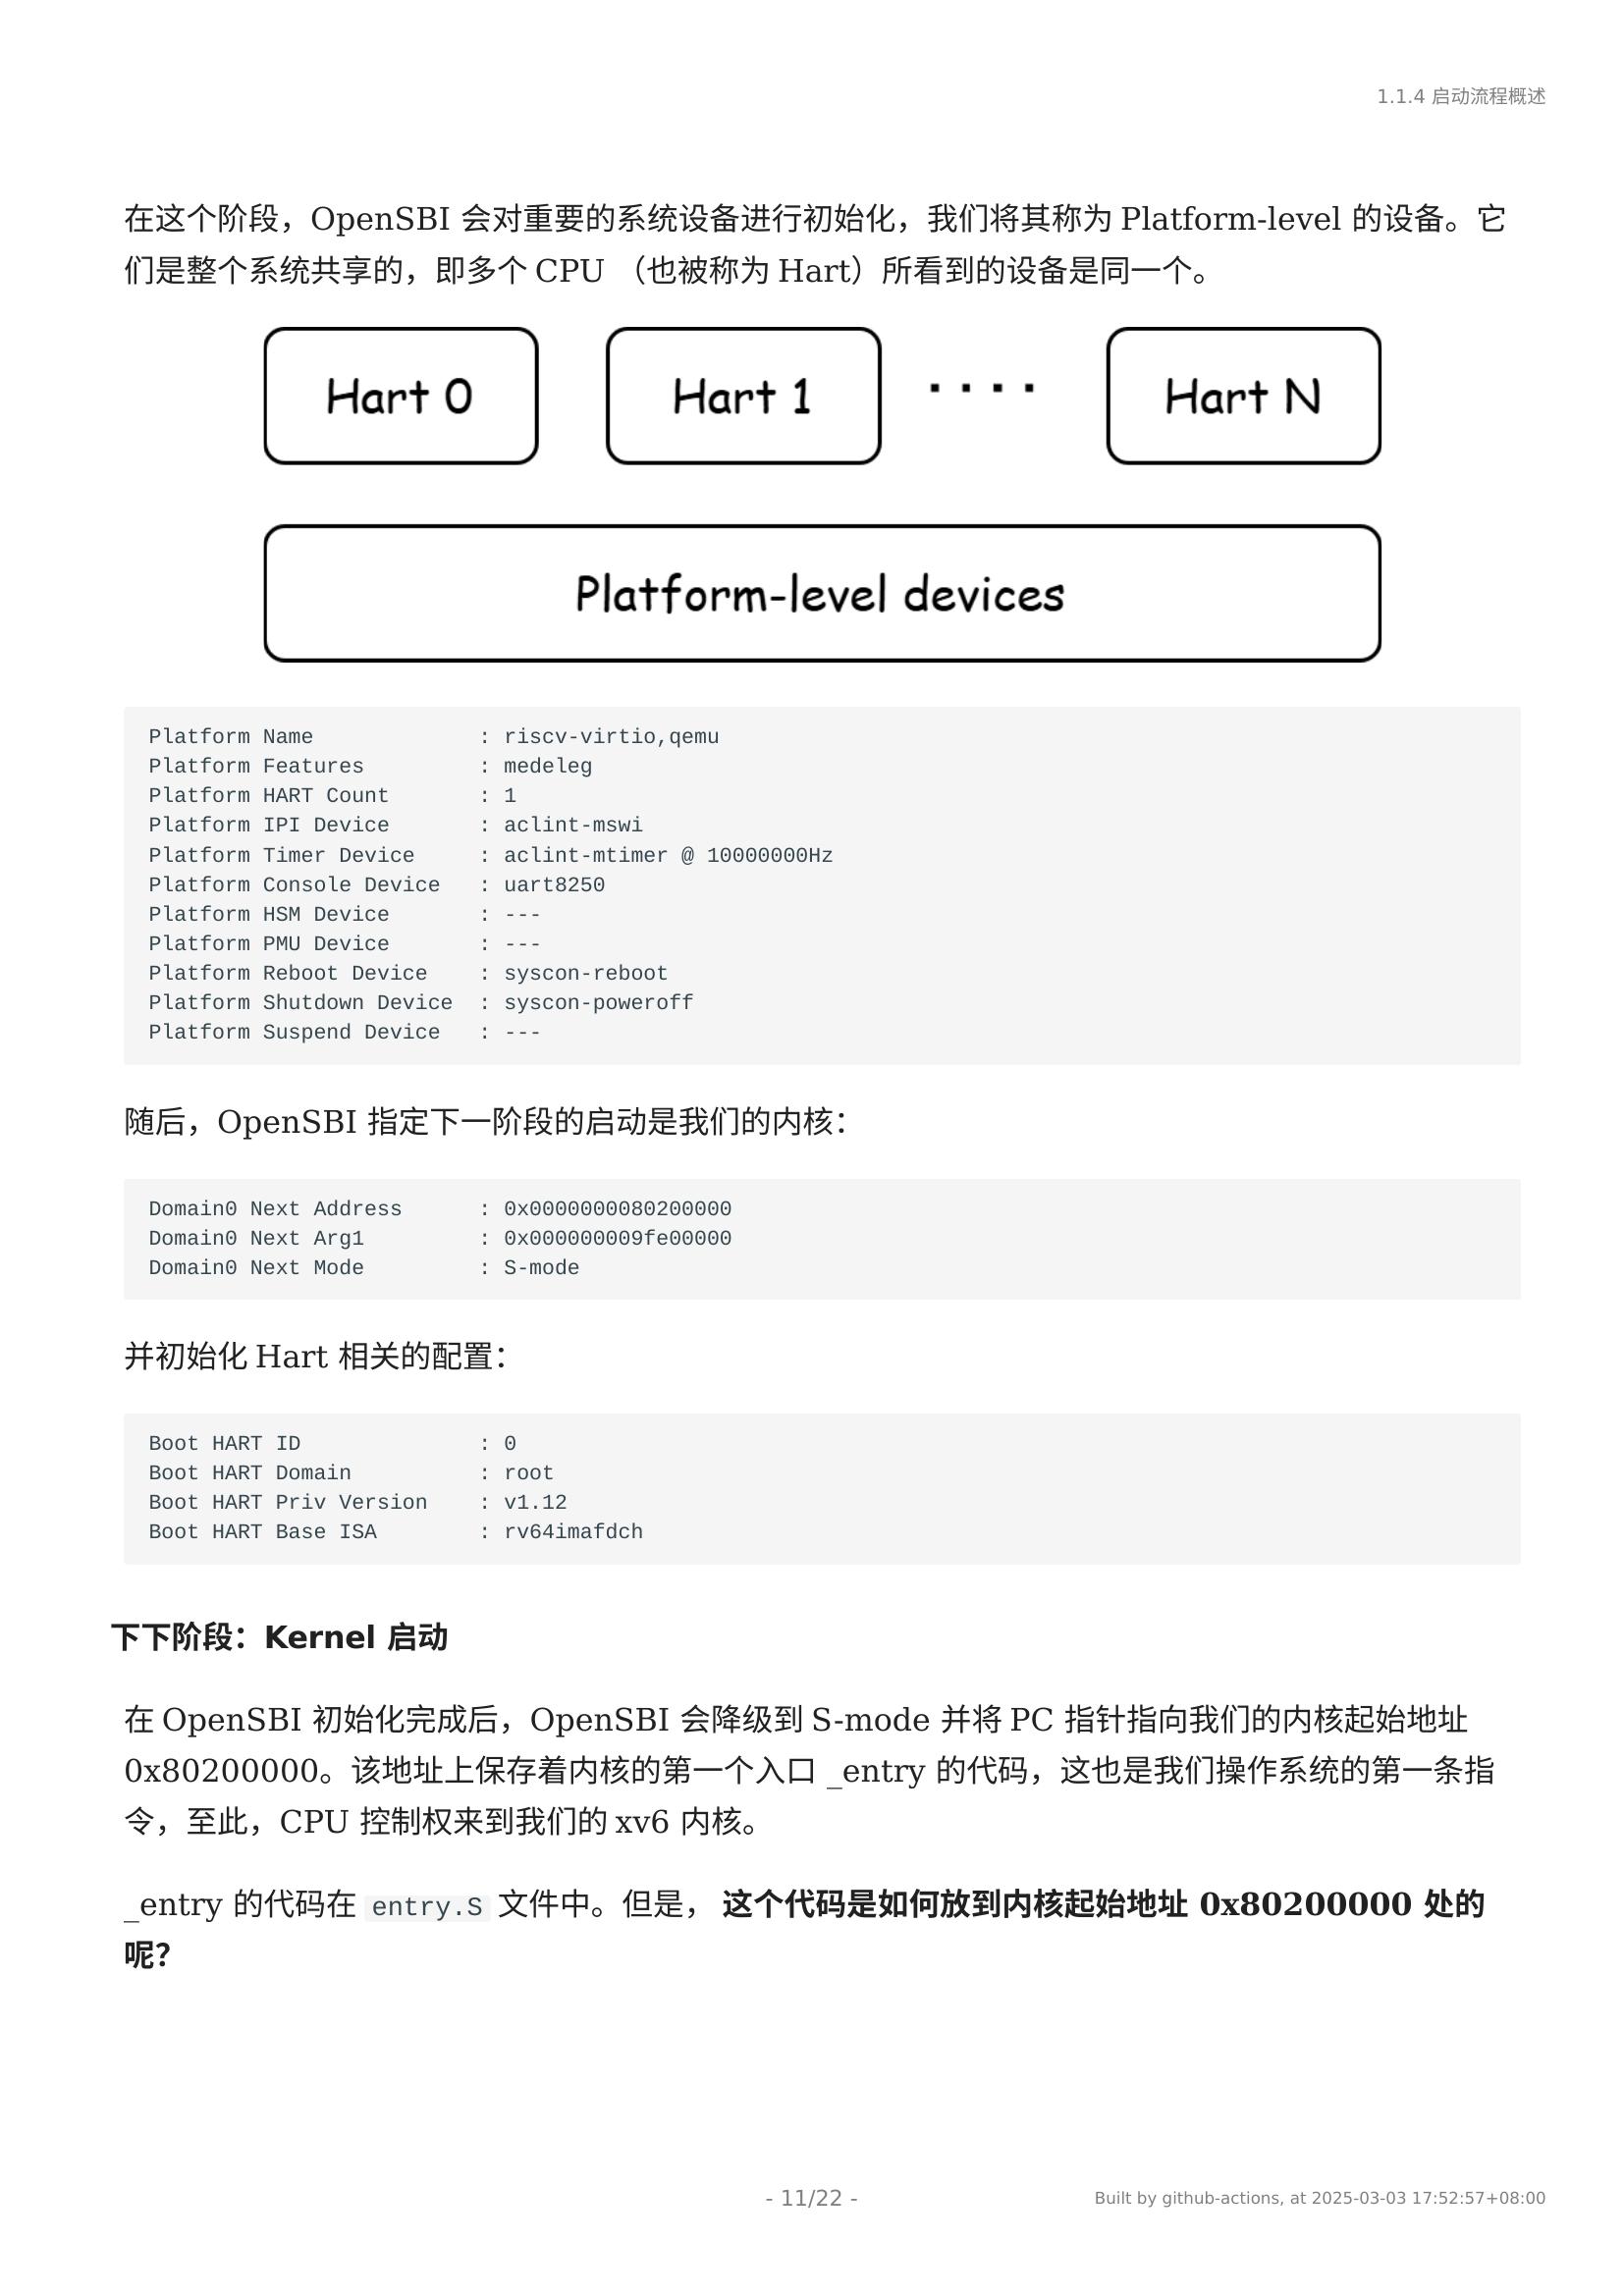 1.1.4 启动流程概述
在这个阶段，OpenSBI 会对重要的系统设备进行初始化，我们将其称为 Platform-level 的设备。它
们是整个系统共享的，即多个 CPU （也被称为 Hart）所看到的设备是同一个。
Hart 0 Hart 1 .... Hart N
Platform-level devices
Platform Name             : riscv-virtio,qemu
Platform Features         : medeleg
Platform HART Count       : 1
Platform IPI Device       : aclint-mswi
Platform Timer Device     : aclint-mtimer @ 10000000Hz
Platform Console Device   : uart8250
Platform HSM Device       : ---
Platform PMU Device       : ---
Platform Reboot Device    : syscon-reboot
Platform Shutdown Device  : syscon-poweroff
Platform Suspend Device   : ---
随后，OpenSBI 指定下一阶段的启动是我们的内核：
Domain0 Next Address      : 0x0000000080200000
Domain0 Next Arg1         : 0x000000009fe00000
Domain0 Next Mode         : S-mode
并初始化 Hart 相关的配置：
Boot HART ID              : 0
Boot HART Domain          : root
Boot HART Priv Version    : v1.12
Boot HART Base ISA        : rv64imafdch
下下阶段：Kernel 启动
在 OpenSBI 初始化完成后，OpenSBI 会降级到 S-mode 并将 PC 指针指向我们的内核起始地址
0x80200000。该地址上保存着内核的第一个入口 _entry 的代码，这也是我们操作系统的第一条指
令，至此，CPU 控制权来到我们的 xv6 内核。
_entry 的代码在 entry.S 文件中。但是， 这个代码是如何放到内核起始地址 0x80200000 处的
呢？
- 11/22 -
Built by github-actions, at 2025-03-03 17:52:57+08:00